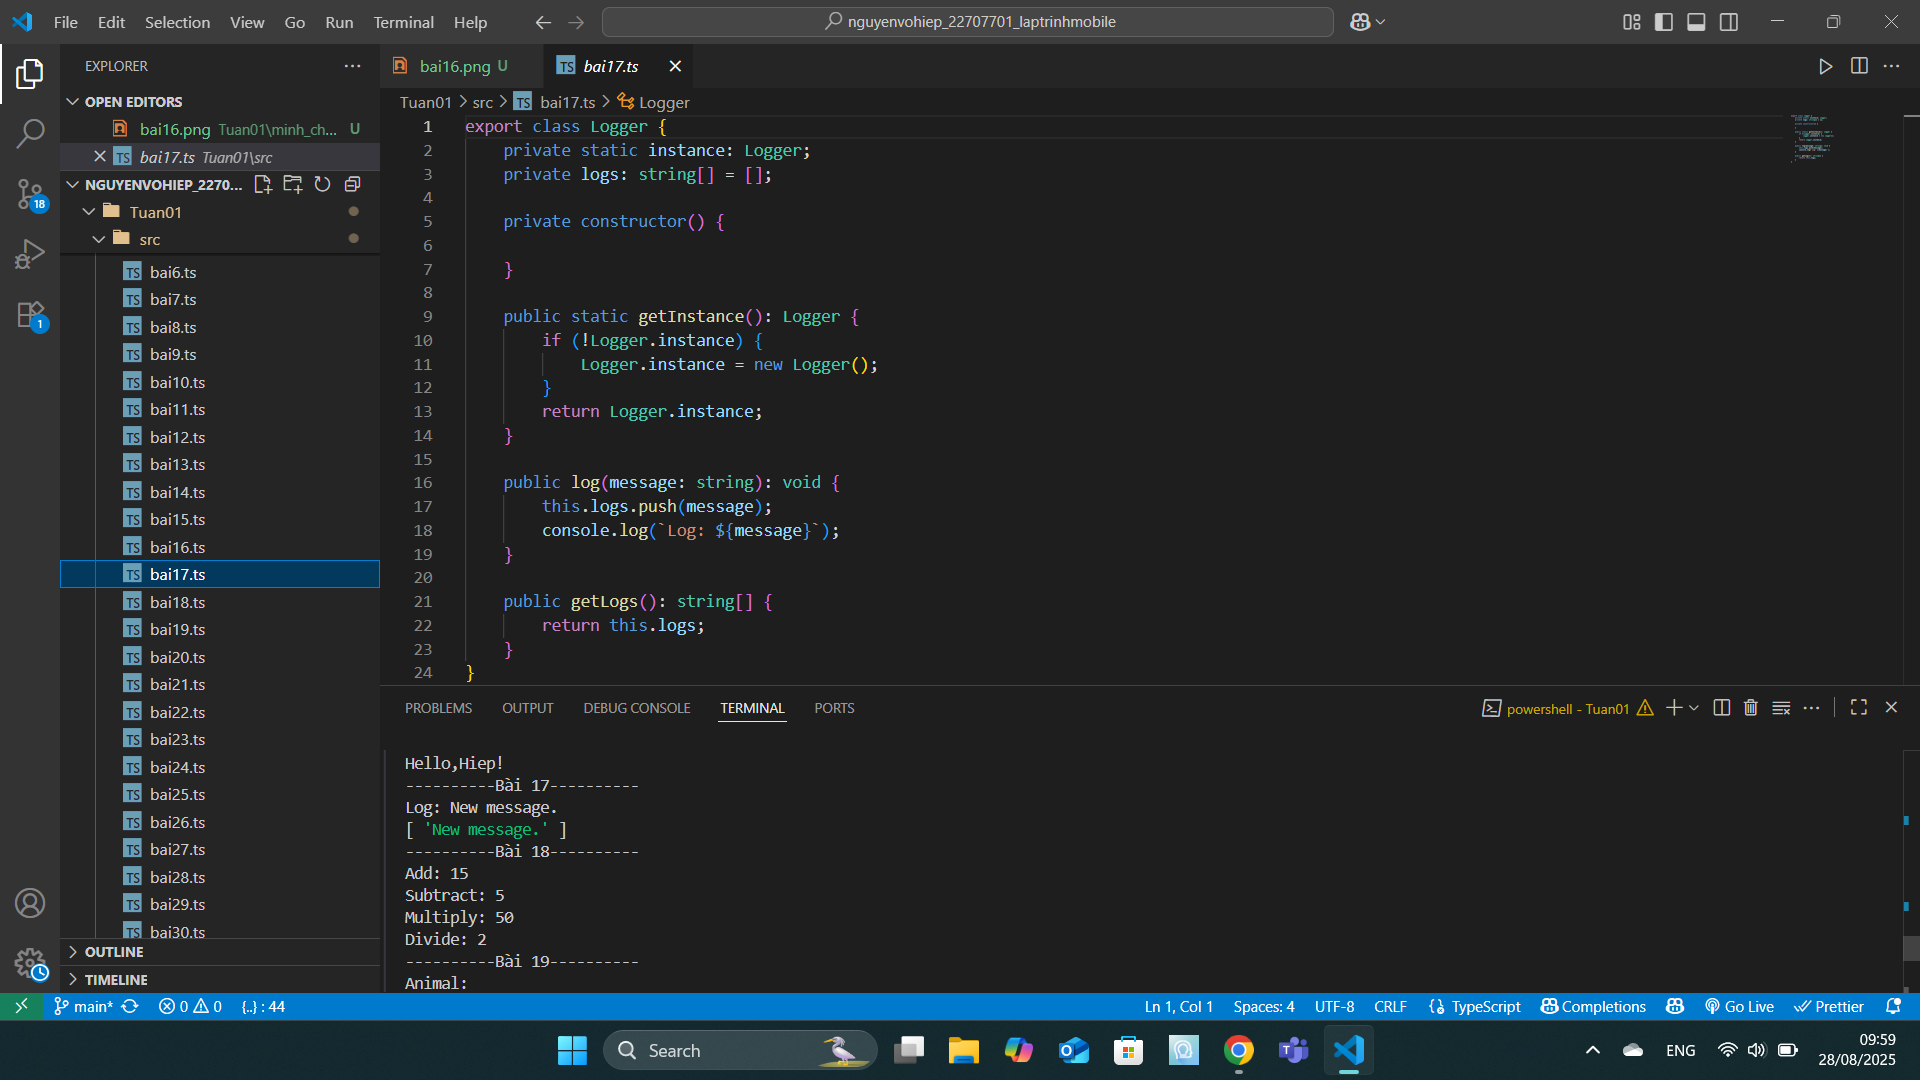 File Edit Selection View Go Run Terminal Help
nguyenvohiep_22707701_laptrinhmobile
EXPLORER
OPEN EDITORS
bai16.png Tuan01\minh_ch... U
bai17.ts Tuan01\src
NGUYENVOHIEP_2270...
Tuan01
src
bai6.ts
bai7.ts
bai8.ts
bai9.ts
bai10.ts
bai11.ts
bai12.ts
bai13.ts
bai14.ts
bai15.ts
bai16.ts
bai17.ts
bai18.ts
bai19.ts
bai20.ts
bai21.ts
bai22.ts
bai23.ts
bai24.ts
bai25.ts
bai26.ts
bai27.ts
bai28.ts
bai29.ts
bai30.ts
OUTLINE
TIMELINE
18
1
bai16.png U
TS bai17.ts
Tuan01 > src > TS bai17.ts > Logger
1 export class Logger {
2 private static instance: Logger;
3 private logs: string[] = [];
4
5 private constructor() {
6
7 }
8
9 public static getInstance(): Logger {
10 if (!Logger.instance) {
11 Logger.instance = new Logger();
12 }
13 return Logger.instance;
14 }
15
16 public log(message: string): void {
17 this.logs.push(message);
18 console.log(`Log: ${message}`);
19 }
20
21 public getLogs(): string[] {
22 return this.logs;
23 }
24 }
PROBLEMS OUTPUT DEBUG CONSOLE TERMINAL PORTS
powershell - Tuan01
Hello,Hiep!
----------Bài 17----------
Log: New message.
[ 'New message.' ]
----------Bài 18----------
Add: 15
Subtract: 5
Multiply: 50
Divide: 2
----------Bài 19----------
Animal:
main* 0 0 {..} : 44
Ln 1, Col 1 Spaces: 4 UTF-8 CRLF TypeScript Completions Go Live Prettier
Search
ENG
09:59
28/08/2025